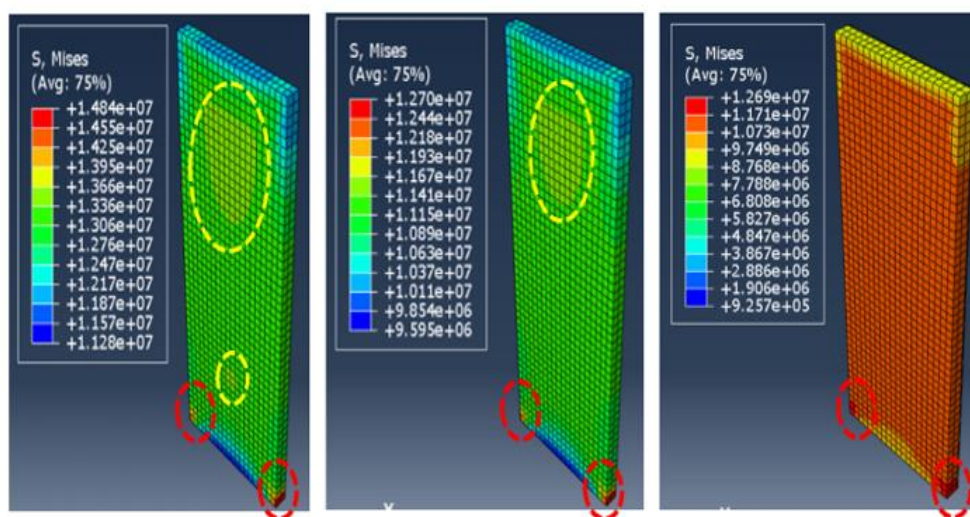 S, Mises
(Avg: 75%)
+1.484e+07
+1.455e+07
+1.425e+07
+1.395e+07
+1.366e+07
+1.336e+07
+1.306e+07
+1.276e+07
+1.247e+07
+1.217e+07
+1.187e+07
+1.157e+07
+1.128e+07
S, Mises
(Avg: 75%)
+1.270e+07
+1.244e+07
+1.218e+07
+1.193e+07
+1.167e+07
+1.141e+07
+1.115e+07
+1.089e+07
+1.063e+07
+1.037e+07
+1.011e+07
+9.854e+06
+9.595e+06
S, Mises
(Avg: 75%)
+1.269e+07
+1.171e+07
+1.073e+07
+9.749e+06
+8.768e+06
+7.788e+06
+6.808e+06
+5.827e+06
+4.847e+06
+3.867e+06
+2.886e+06
+1.906e+06
+9.257e+05